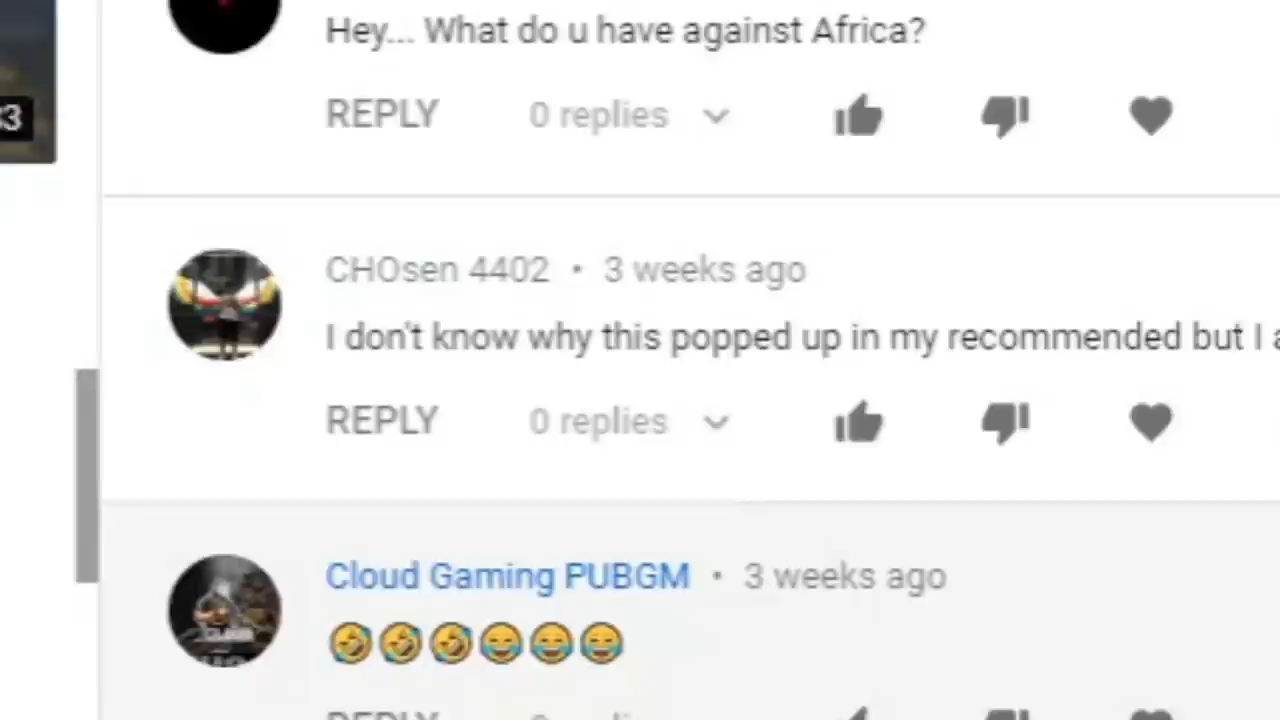 Hey... What do u have against Africa?
REPLY 0 replies
CHOsen 4402 • 3 weeks ago
I don't know why this popped up in my recommended but I
REPLY 0 replies
Cloud Gaming PUBGM • 3 weeks ago
🤣🤣🤣😂😂😂
REPLY